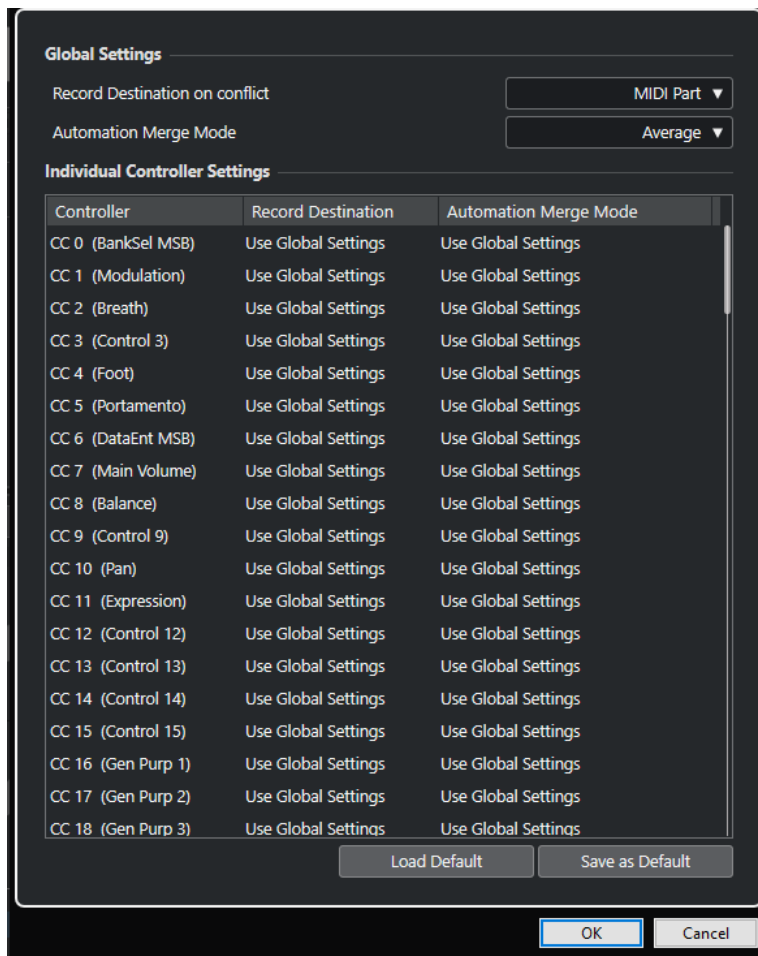 Global Settings
Record Destination on conflict MIDI Part ▼
Automation Merge Mode Average ▼
Individual Controller Settings
Controller Record Destination Automation Merge Mode
CC 0 (BankSel MSB) Use Global Settings Use Global Settings
CC 1 (Modulation) Use Global Settings Use Global Settings
CC 2 (Breath) Use Global Settings Use Global Settings
CC 3 (Control 3) Use Global Settings Use Global Settings
CC 4 (Foot) Use Global Settings Use Global Settings
CC 5 (Portamento) Use Global Settings Use Global Settings
CC 6 (DataEnt MSB) Use Global Settings Use Global Settings
CC 7 (Main Volume) Use Global Settings Use Global Settings
CC 8 (Balance) Use Global Settings Use Global Settings
CC 9 (Control 9) Use Global Settings Use Global Settings
CC 10 (Pan) Use Global Settings Use Global Settings
CC 11 (Expression) Use Global Settings Use Global Settings
CC 12 (Control 12) Use Global Settings Use Global Settings
CC 13 (Control 13) Use Global Settings Use Global Settings
CC 14 (Control 14) Use Global Settings Use Global Settings
CC 15 (Control 15) Use Global Settings Use Global Settings
CC 16 (Gen Purp 1) Use Global Settings Use Global Settings
CC 17 (Gen Purp 2) Use Global Settings Use Global Settings
CC 18 (Gen Purp 3) Use Global Settings Use Global Settings
Load Default Save as Default
OK Cancel